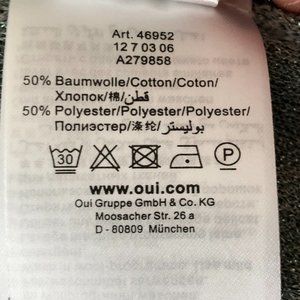 Art. 46952
12 7 03 06
A279858
50% Baumwolle/Cotton/Coton/
Хлопок/棉/قطن/
50% Polyester/Polyester/Polyester/
Полиэстер/涤纶/بوليستر/
30
P
www.oui.com
Oui Gruppe GmbH & Co. KG
Moosacher Str. 26 a
D - 80809 München